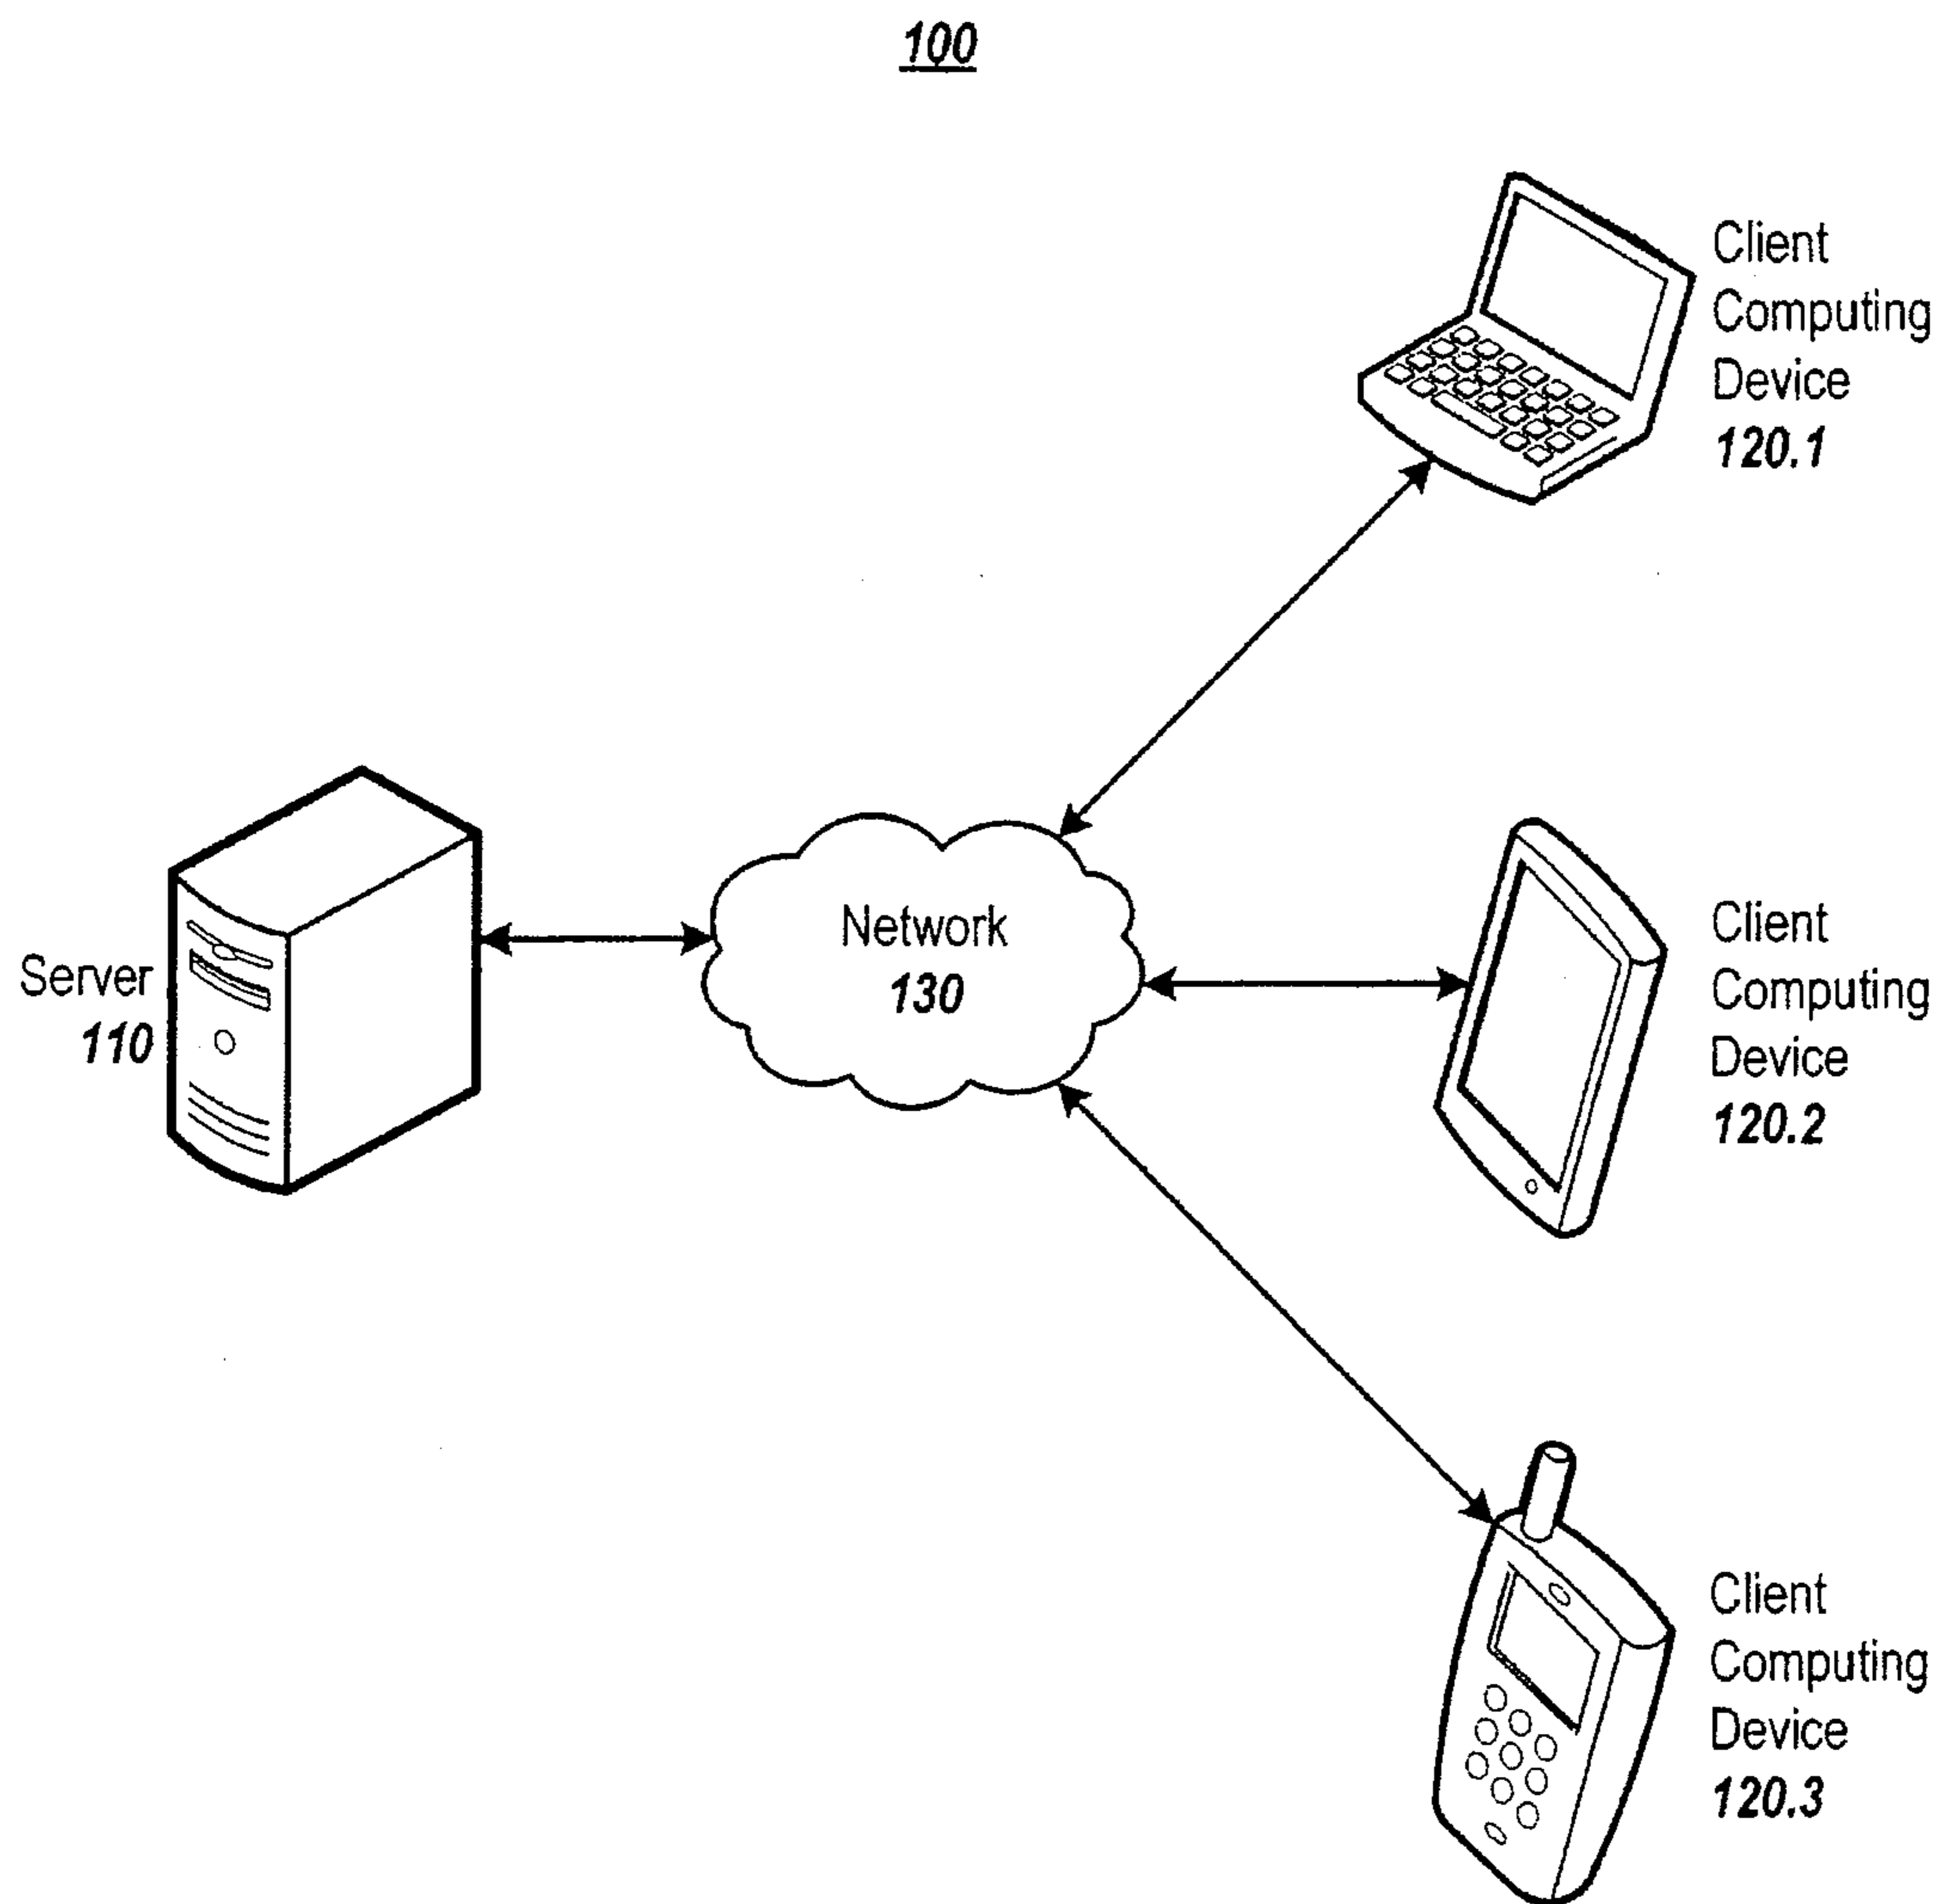 100
Client
Computing
Device
120.1
Server
110
Network
130
Client
Computing
Device
120.2
Client
Computing
Device
120.3